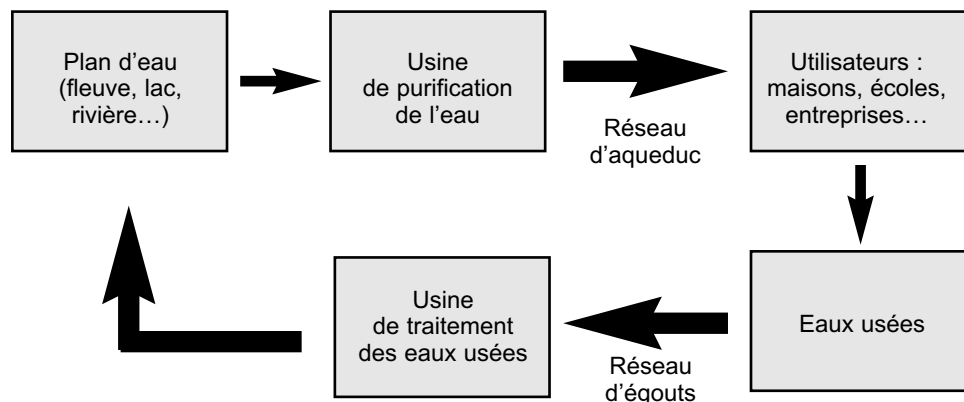 Plan d’eau
(fleuve, lac,
rivière…)
Usine
de purification
de l’eau
Réseau
d’aqueduc
Utilisateurs :
maisons, écoles,
entreprises…
Eaux usées
Réseau
d’égouts
Usine
de traitement
des eaux usées